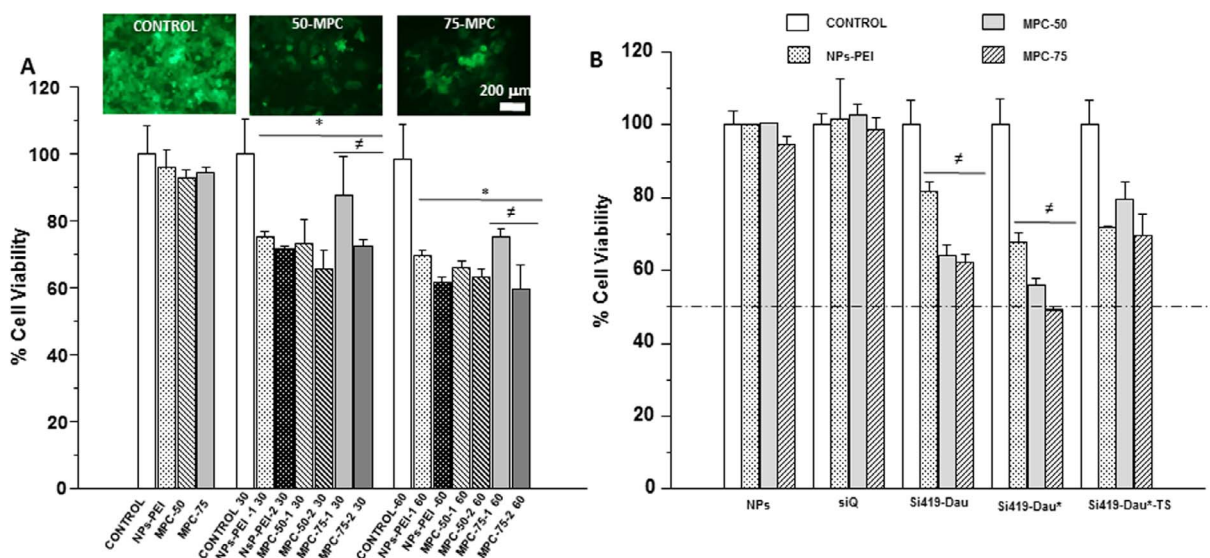 CONTROL
50-MPC
75-MPC
200 µm
A
% Cell Viability
120
100
80
60
40
20
0
*
≠
*
≠
CONTROL
NPs-PEI
MPC-50
MPC-75
CONTROL 30
NPs-PEI -1 30
NsP-PEI-2 30
MPC-50-1 30
MPC-50-2 30
MPC-75-1 30
MPC-75-2 30
CONTROL-60
NPs-PEI-1 60
NPs-PEI -60
MPC-50-1 60
MPC-50-2 60
MPC-75-1 60
MPC-75-2 60
B
CONTROL
NPs-PEI
MPC-50
MPC-75
% Cell Viability
120
100
80
60
40
20
0
≠
≠
NPs
siQ
Si419-Dau
Si419-Dau*
Si419-Dau*-TS